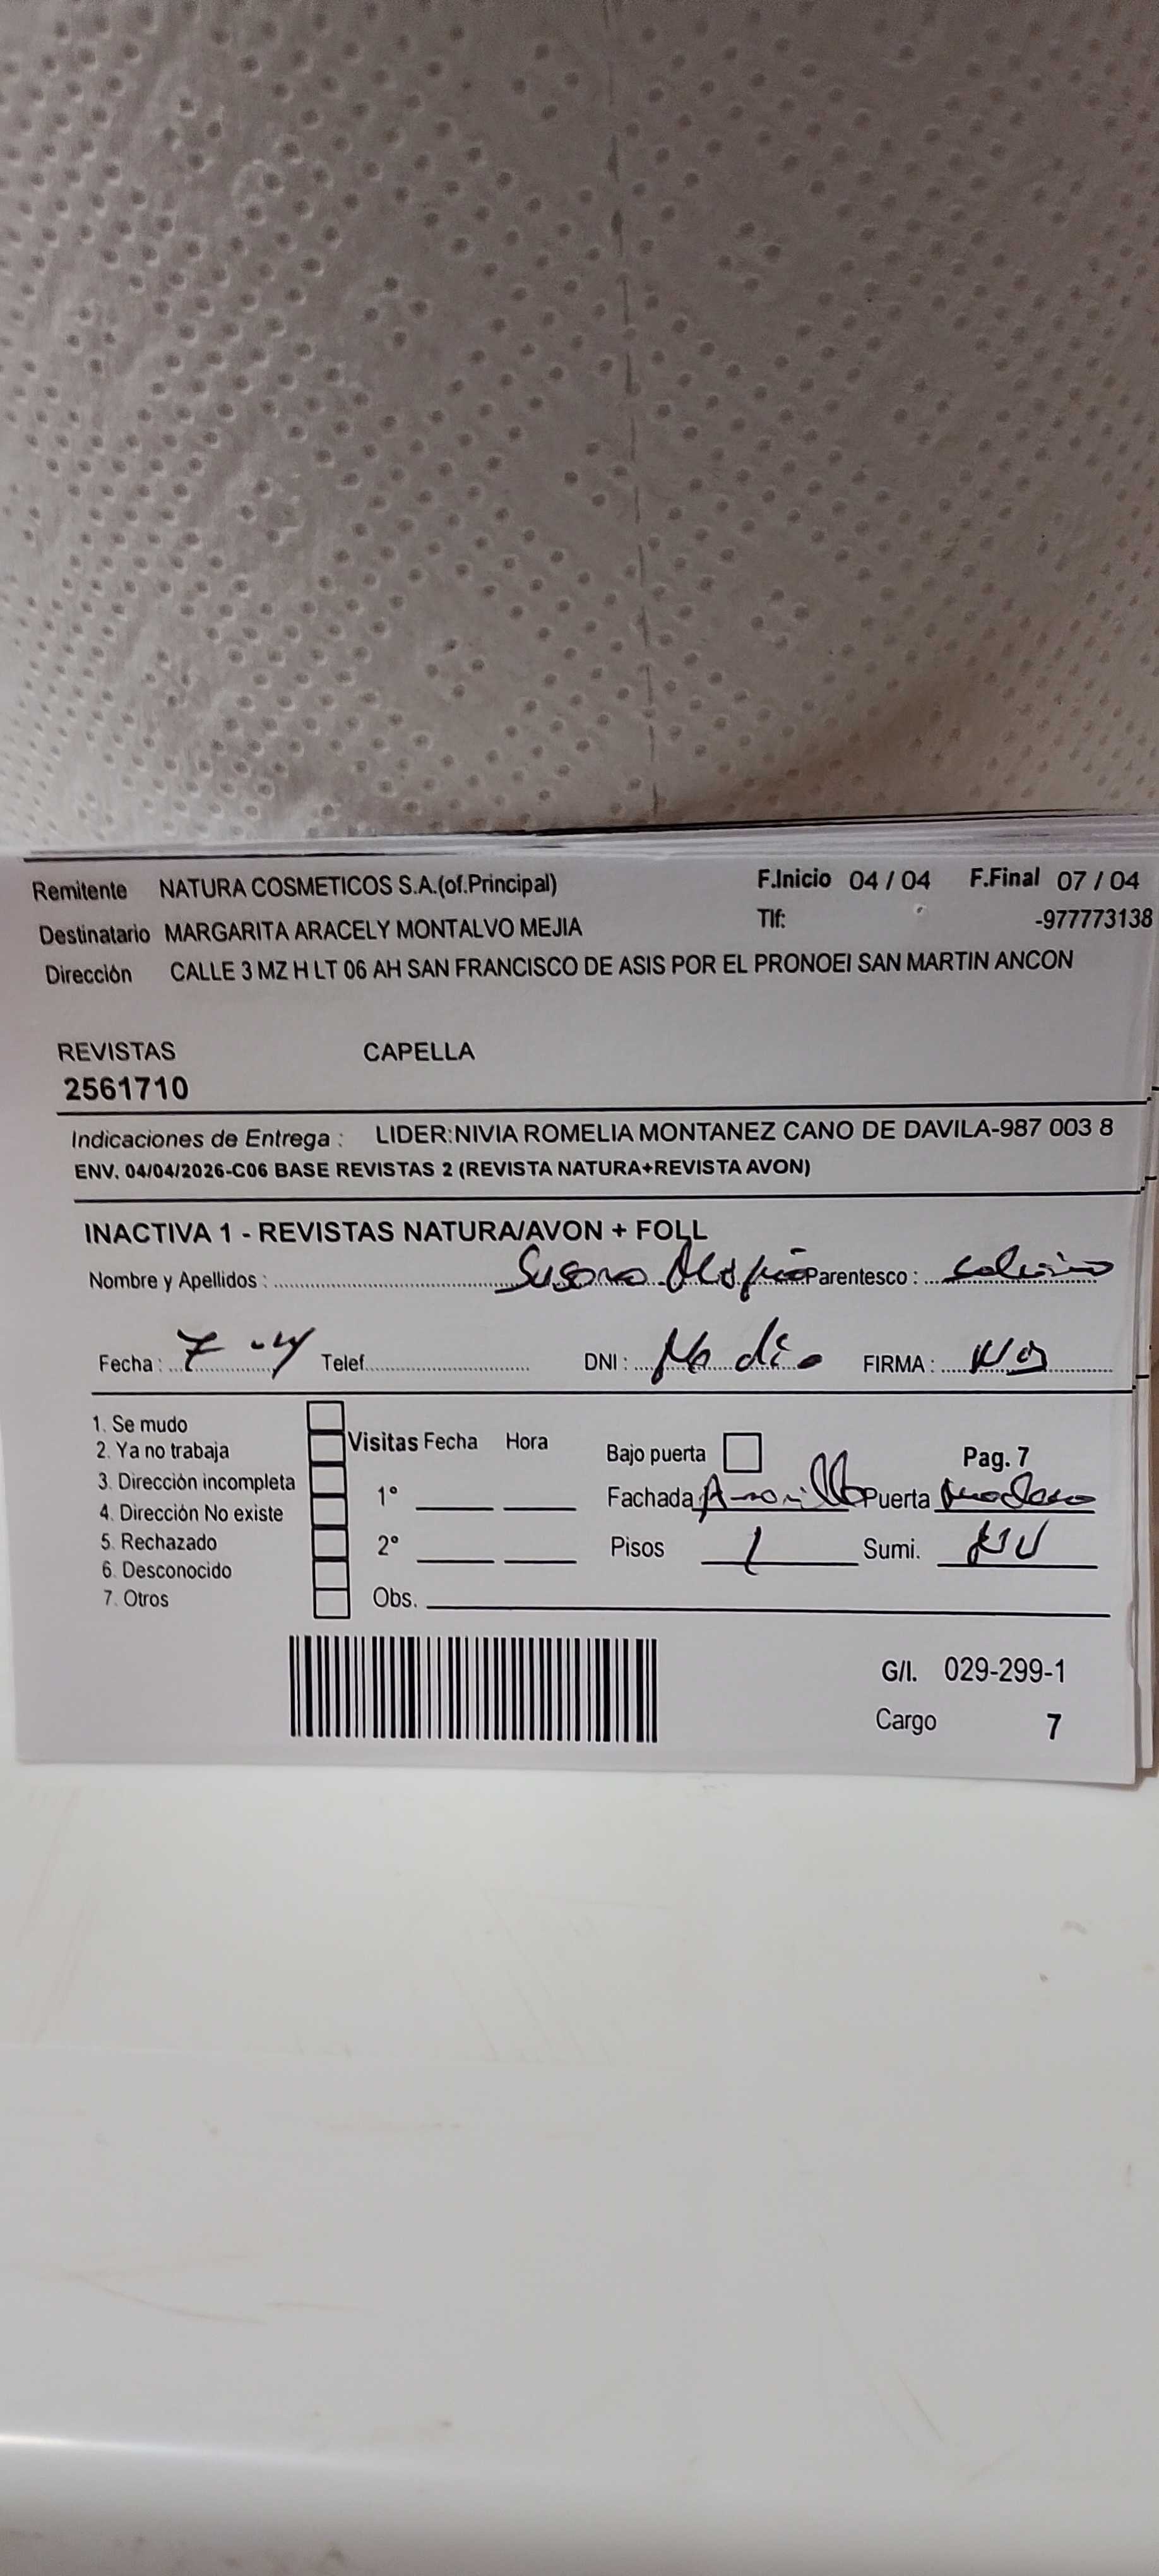 Remitente NATURA COSMETICOS S.A.(of.Principal) F.Inicio 04 / 04 F.Final 07 / 04
Destinatario MARGARITA ARACELY MONTALVO MEJIA Tlf: -977773138
Dirección CALLE 3 MZ H LT 06 AH SAN FRANCISCO DE ASIS POR EL PRONOEI SAN MARTIN ANCON
REVISTAS CAPELLA
2561710
Indicaciones de Entrega : LIDER:NIVIA ROMELIA MONTANEZ CANO DE DAVILA-987 003 8
ENV. 04/04/2026-C06 BASE REVISTAS 2 (REVISTA NATURA+REVISTA AVON)
INACTIVA 1 - REVISTAS NATURA/AVON + FOLL
Nombre y Apellidos : Susana Parentesco :
Fecha : 7 - 4 Telef. DNI : No dio FIRMA :
1. Se mudo
2. Ya no trabaja Visitas Fecha Hora Bajo puerta Pag. 7
3. Dirección incompleta 1° Fachada Amarillo Puerta
4. Dirección No existe
5. Rechazado 2° Pisos 1 Sumi.
6. Desconocido
7. Otros Obs.
G/I. 029-299-1
Cargo 7